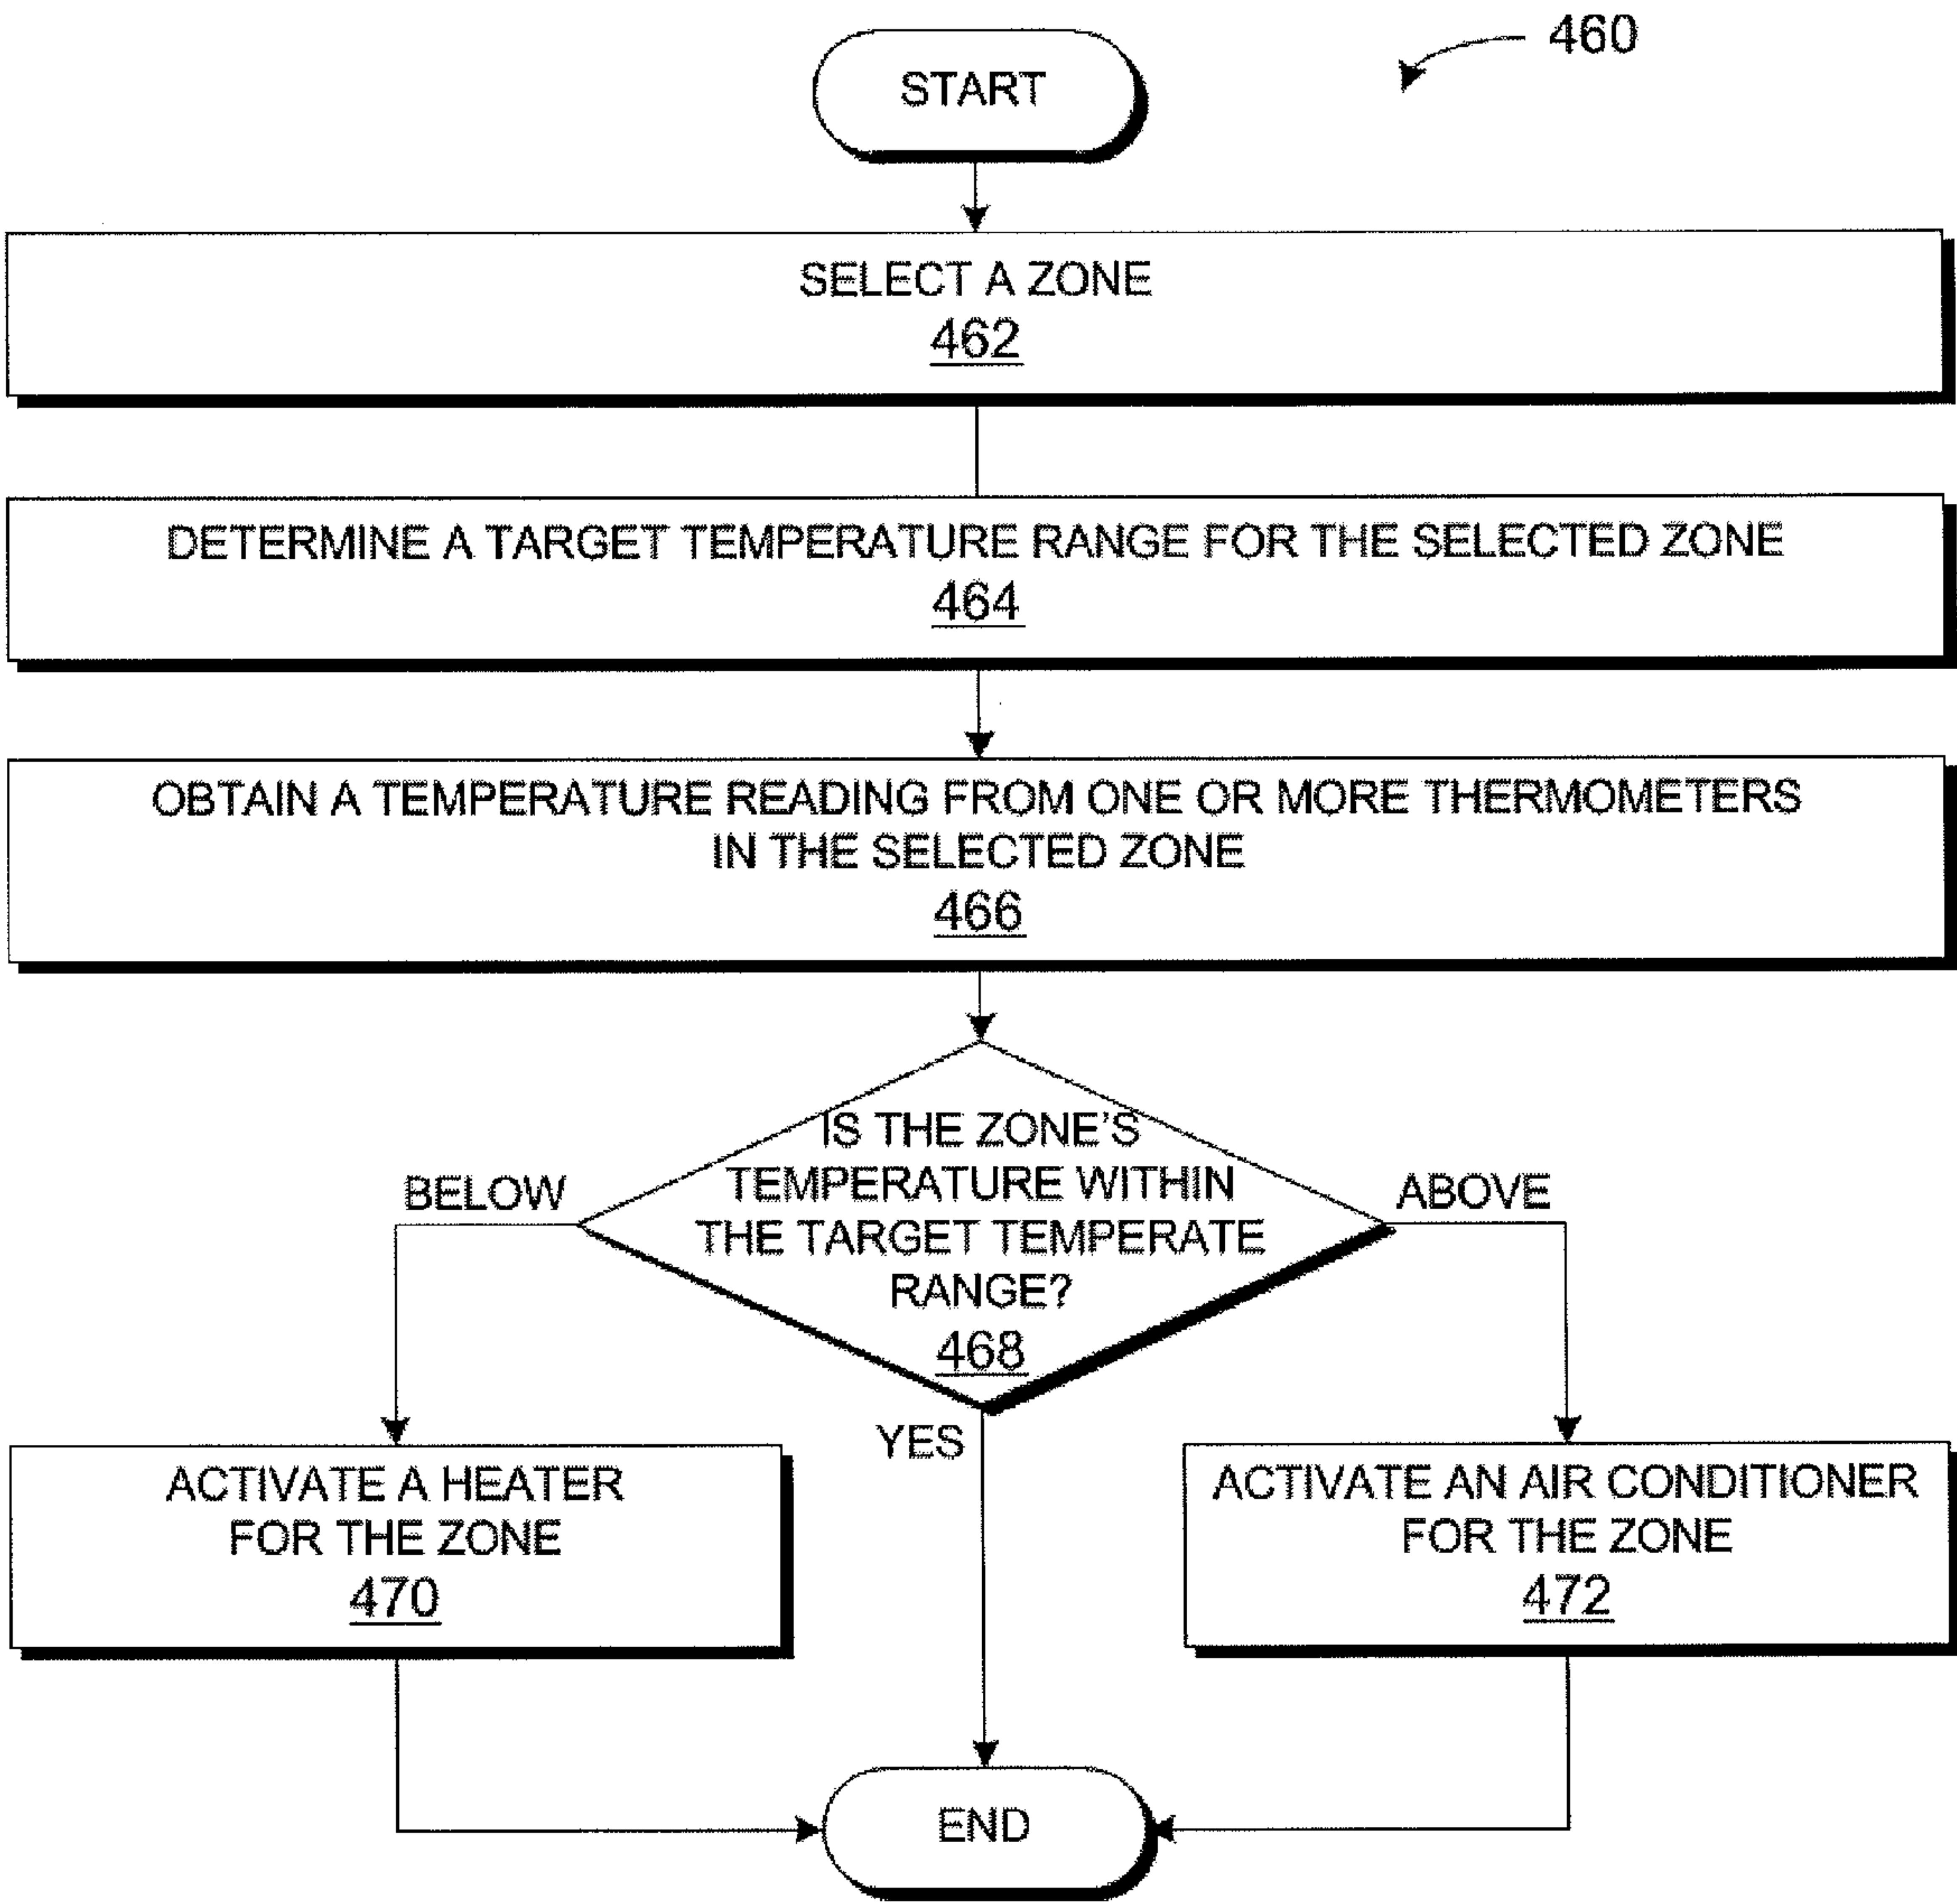 460
START
SELECT A ZONE
462
DETERMINE A TARGET TEMPERATURE RANGE FOR THE SELECTED ZONE
464
OBTAIN A TEMPERATURE READING FROM ONE OR MORE THERMOMETERS
IN THE SELECTED ZONE
466
IS THE ZONE'S
TEMPERATURE WITHIN
THE TARGET TEMPERATE
RANGE?
468
BELOW
ABOVE
YES
ACTIVATE A HEATER
FOR THE ZONE
470
ACTIVATE AN AIR CONDITIONER
FOR THE ZONE
472
END